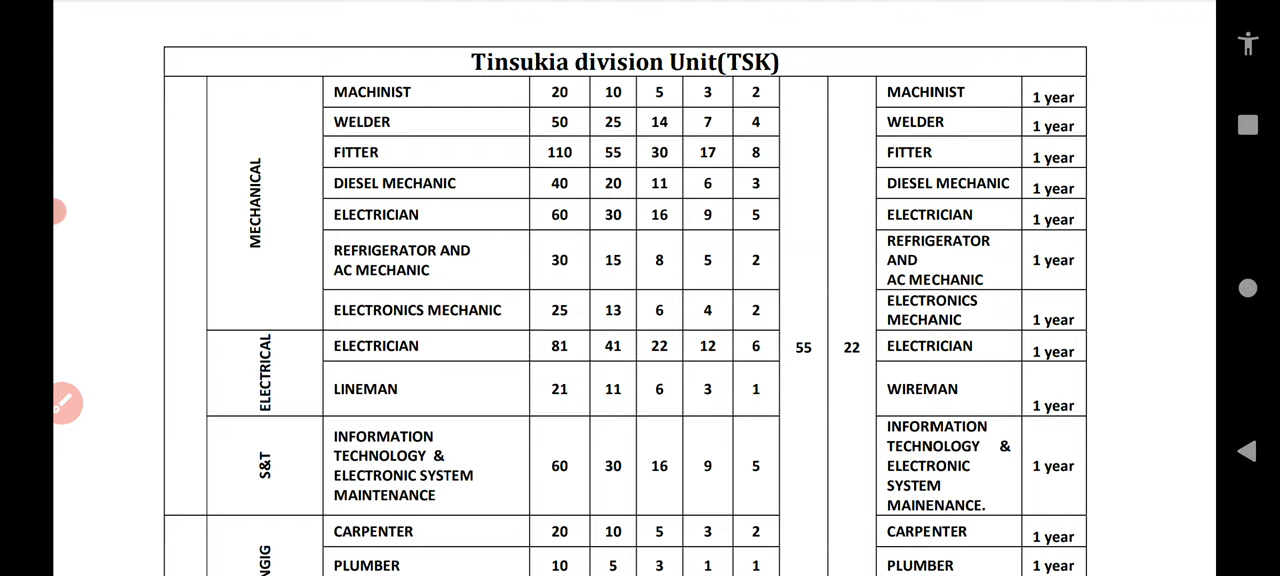 Tinsukia division Unit(TSK)
MECHANICAL
MACHINIST 20 10 5 3 2 MACHINIST 1 year
WELDER 50 25 14 7 4 WELDER 1 year
FITTER 110 55 30 17 8 FITTER 1 year
DIESEL MECHANIC 40 20 11 6 3 DIESEL MECHANIC 1 year
ELECTRICIAN 60 30 16 9 5 ELECTRICIAN 1 year
REFRIGERATOR AND
AC MECHANIC
30 15 8 5 2
REFRIGERATOR
AND
AC MECHANIC
1 year
ELECTRONICS MECHANIC 25 13 6 4 2
ELECTRONICS
MECHANIC
1 year
ELECTRICAL
ELECTRICIAN 81 41 22 12 6 55 22 ELECTRICIAN 1 year
LINEMAN 21 11 6 3 1 WIREMAN 1 year
S&T
INFORMATION
TECHNOLOGY &
ELECTRONIC SYSTEM
MAINTENANCE
60 30 16 9 5
INFORMATION
TECHNOLOGY &
ELECTRONIC
SYSTEM
MAINENANCE.
1 year
NGIG
CARPENTER 20 10 5 3 2 CARPENTER 1 year
PLUMBER 10 5 3 1 1 PLUMBER 1 year